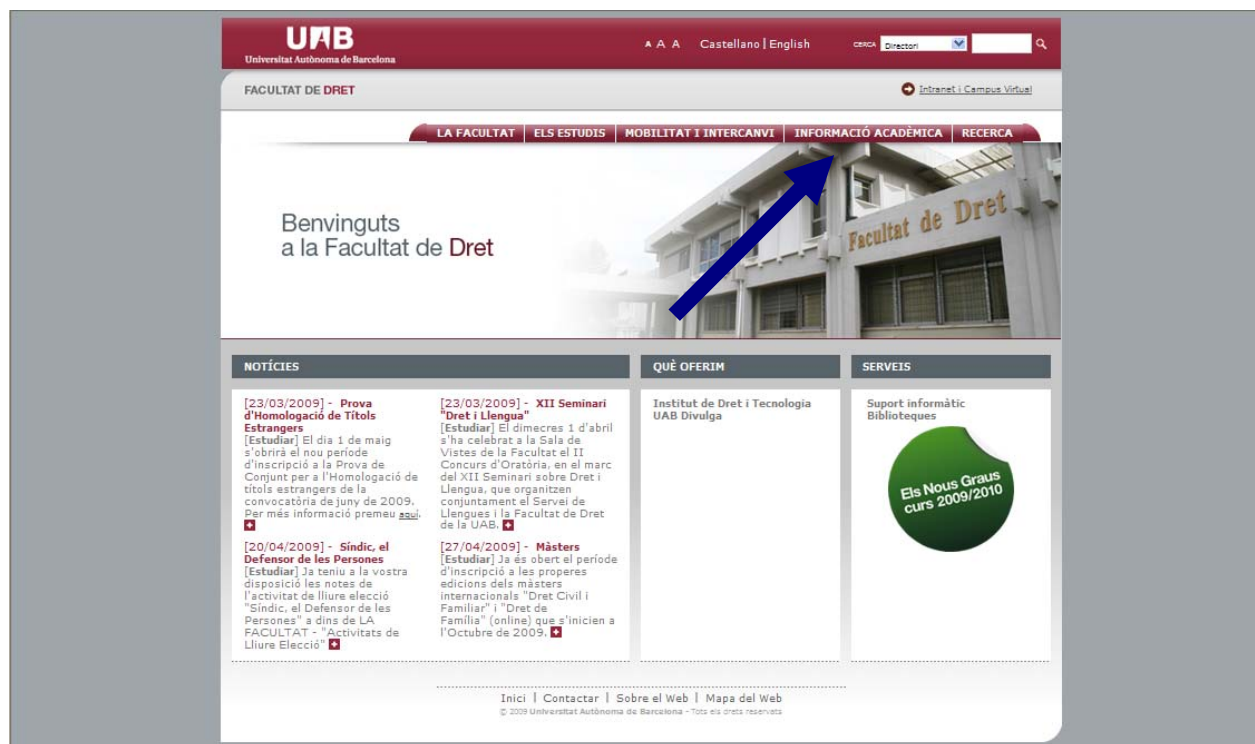 UAB
Universitat Autònoma de Barcelona
A A A Castellano | English
CERCA Directori
FACULTAT DE DRET
Intranet i Campus Virtual
LA FACULTAT ELS ESTUDIS MOBILITAT I INTERCANVI INFORMACIÓ ACADÈMICA RECERCA
Benvinguts
a la Facultat de Dret
Facultat de Dret
NOTÍCIES
[23/03/2009] - Prova
d'Homologació de Títols
Estrangers
[Estudiar] El dia 1 de maig
s'obrirà el nou període
d'inscripció a la Prova de
Conjunt per a l'Homologació de
títols estrangers de la
convocatòria de juny de 2009.
Per més informació premeu aquí.
[23/03/2009] - XII Seminari
"Dret i Llengua"
[Estudiar] El dimecres 1 d'abril
s'ha celebrat a la Sala de
Vistes de la Facultat el II
Concurs d'Oratòria, en el marc
del XII Seminari sobre Dret i
Llengua, que organitzen
conjuntament el Servei de
Llengues i la Facultat de Dret
de la UAB.
[20/04/2009] - Síndic, el
Defensor de les Persones
[Estudiar] Ja teniu a la vostra
disposició les notes de
l'activitat de lliure elecció
"Síndic, el Defensor de les
Persones" a dins de LA
FACULTAT - "Activitats de
Lliure Elecció"
[27/04/2009] - Màsters
[Estudiar] Ja és obert el període
d'inscripció a les properes
edicions dels màsters
internacionals "Dret Civil i
Familiar" i "Dret de
Família" (online) que s'inicien a
l'Octubre de 2009.
QUÈ OFERIM
Institut de Dret i Tecnologia
UAB Divulga
SERVEIS
Suport informàtic
Biblioteques
Els Nous Graus
curs 2009/2010
Inici | Contactar | Sobre el Web | Mapa del Web
© 2009 Universitat Autònoma de Barcelona - Tots els drets reservats